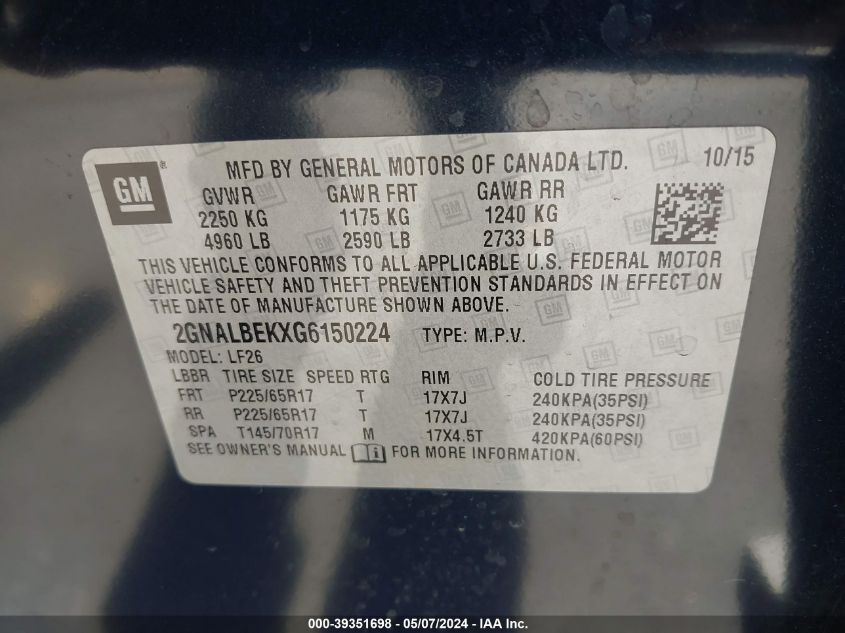 GM ® MFD BY GENERAL MOTORS OF CANADA LTD. 10/15
GVWR GAWR FRT GAWR RR
2250 KG 1175 KG 1240 KG
4960 LB 2590 LB 2733 LB
THIS VEHICLE CONFORMS TO ALL APPLICABLE U.S. FEDERAL MOTOR
VEHICLE SAFETY AND THEFT PREVENTION STANDARDS IN EFFECT ON
THE DATE OF MANUFACTURE SHOWN ABOVE.
2GNALBEKXG6150224 TYPE: M.P.V.
MODEL: LF26
LBBR TIRE SIZE SPEED RTG RIM COLD TIRE PRESSURE
FRT P225/65R17 T 17X7J 240KPA(35PSI)
RR P225/65R17 T 17X7J 240KPA(35PSI)
SPA T145/70R17 M 17X4.5T 420KPA(60PSI)
SEE OWNER'S MANUAL FOR MORE INFORMATION.
000-39351698 - 05/07/2024 - IAA Inc.